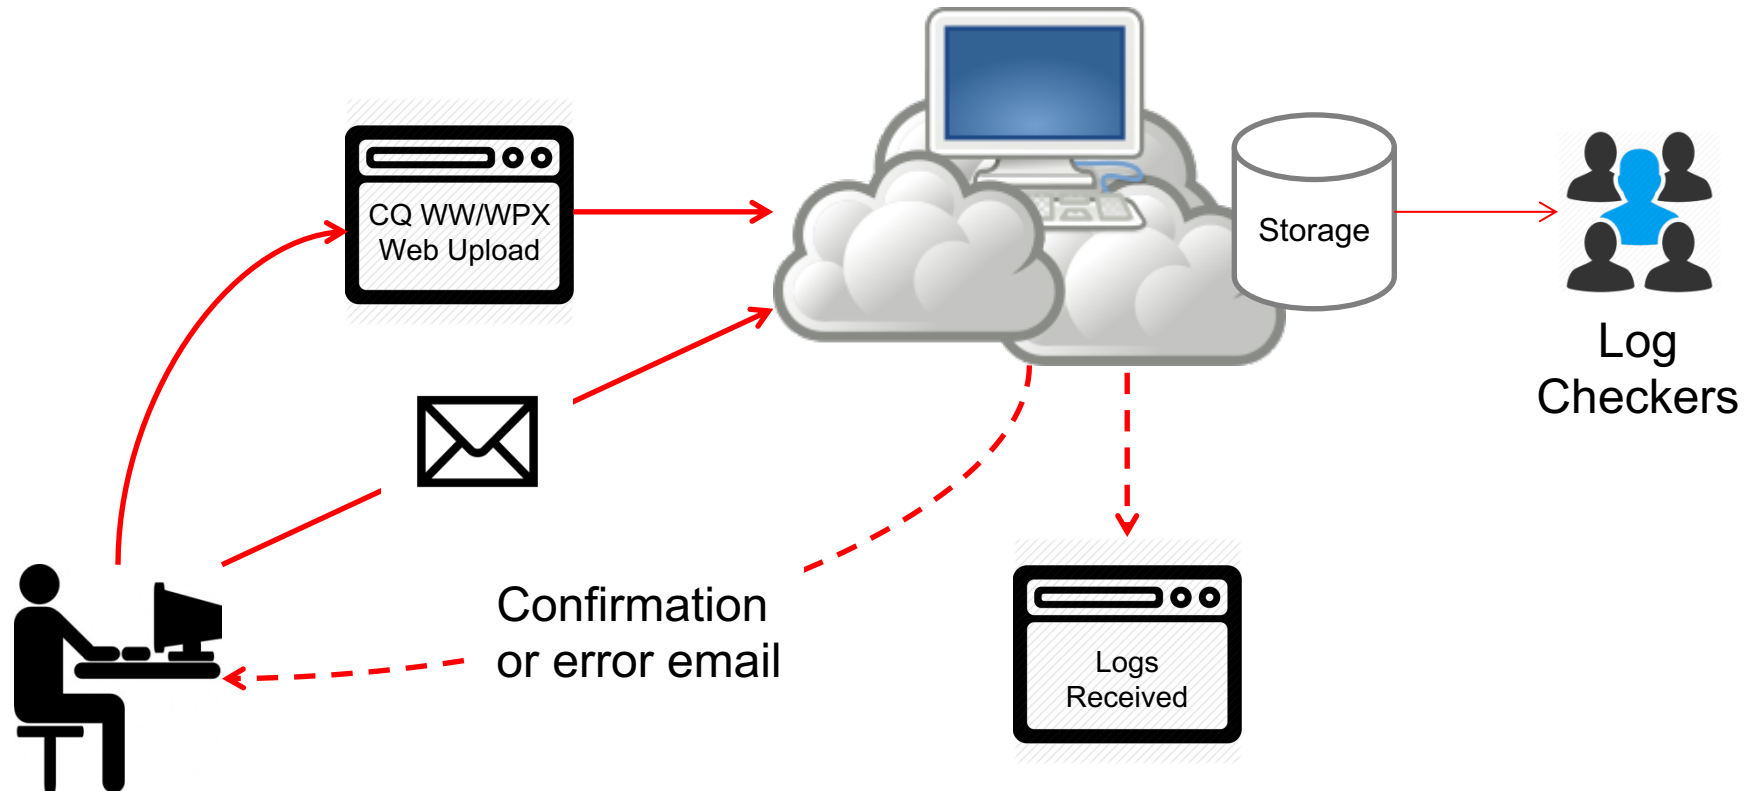 CQ WW/WPX
Web Upload
Storage
Log
Checkers
Confirmation
or error email
Logs
Received